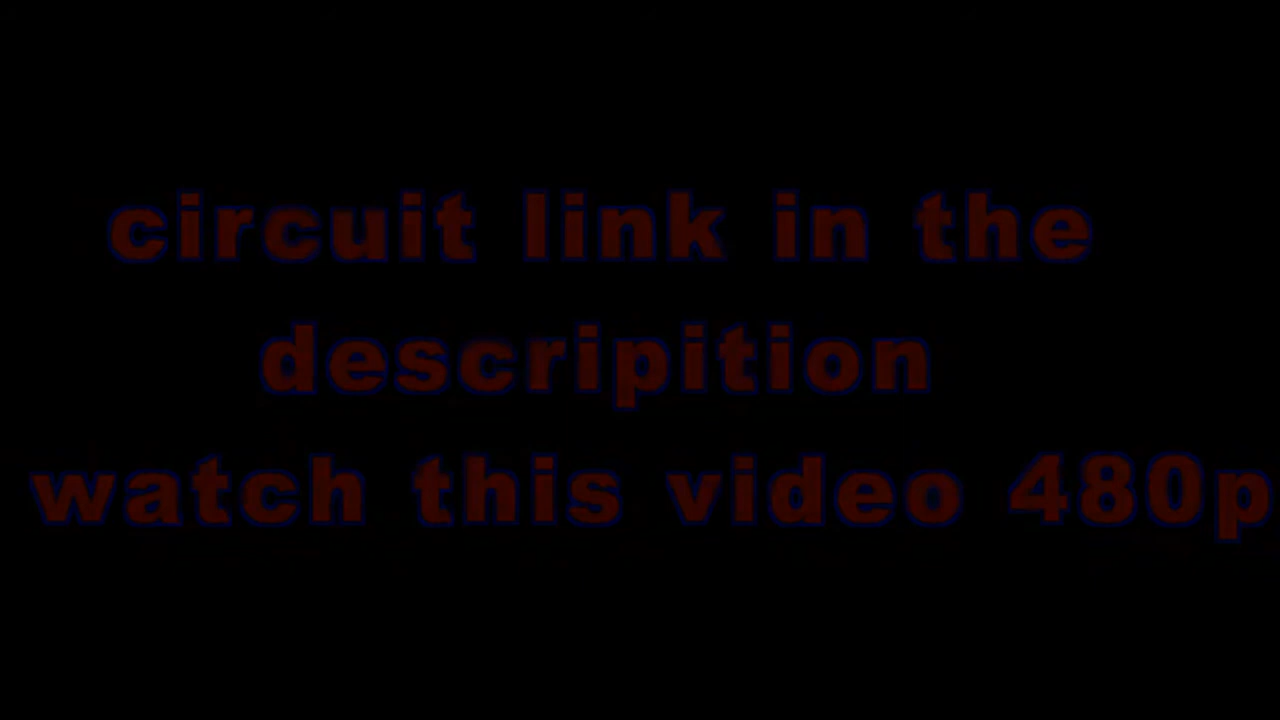 circuit link in the
descripition
watch this video 480p